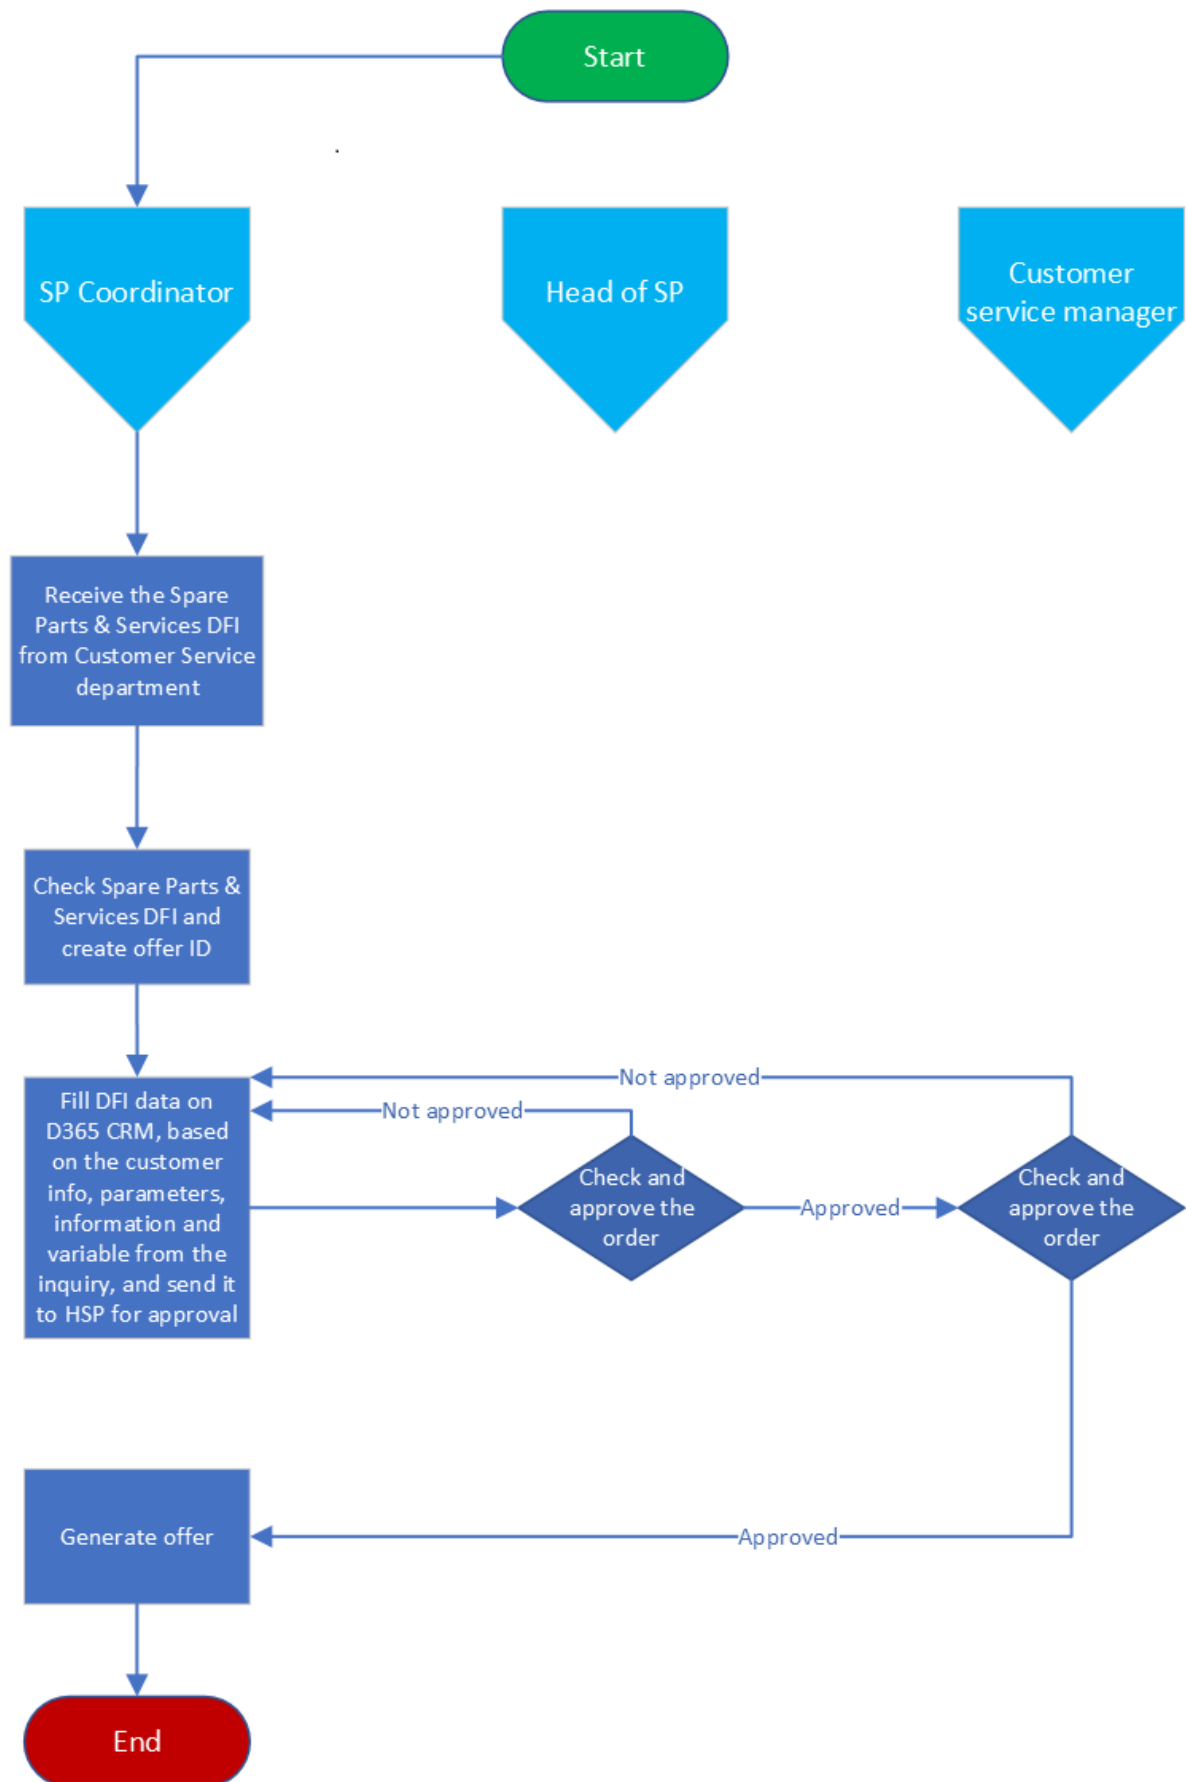 Start
SP Coordinator
Head of SP
Customer
service manager
Receive the Spare
Parts & Services DFI
from Customer Service
department
Check Spare Parts &
Services DFI and
create offer ID
Not approved
Not approved
Fill DFI data on
D365 CRM, based
on the customer
info, parameters,
information and
variable from the
inquiry, and send it
to HSP for approval
Check and
approve the
order
Approved
Check and
approve the
order
Generate offer
Approved
End